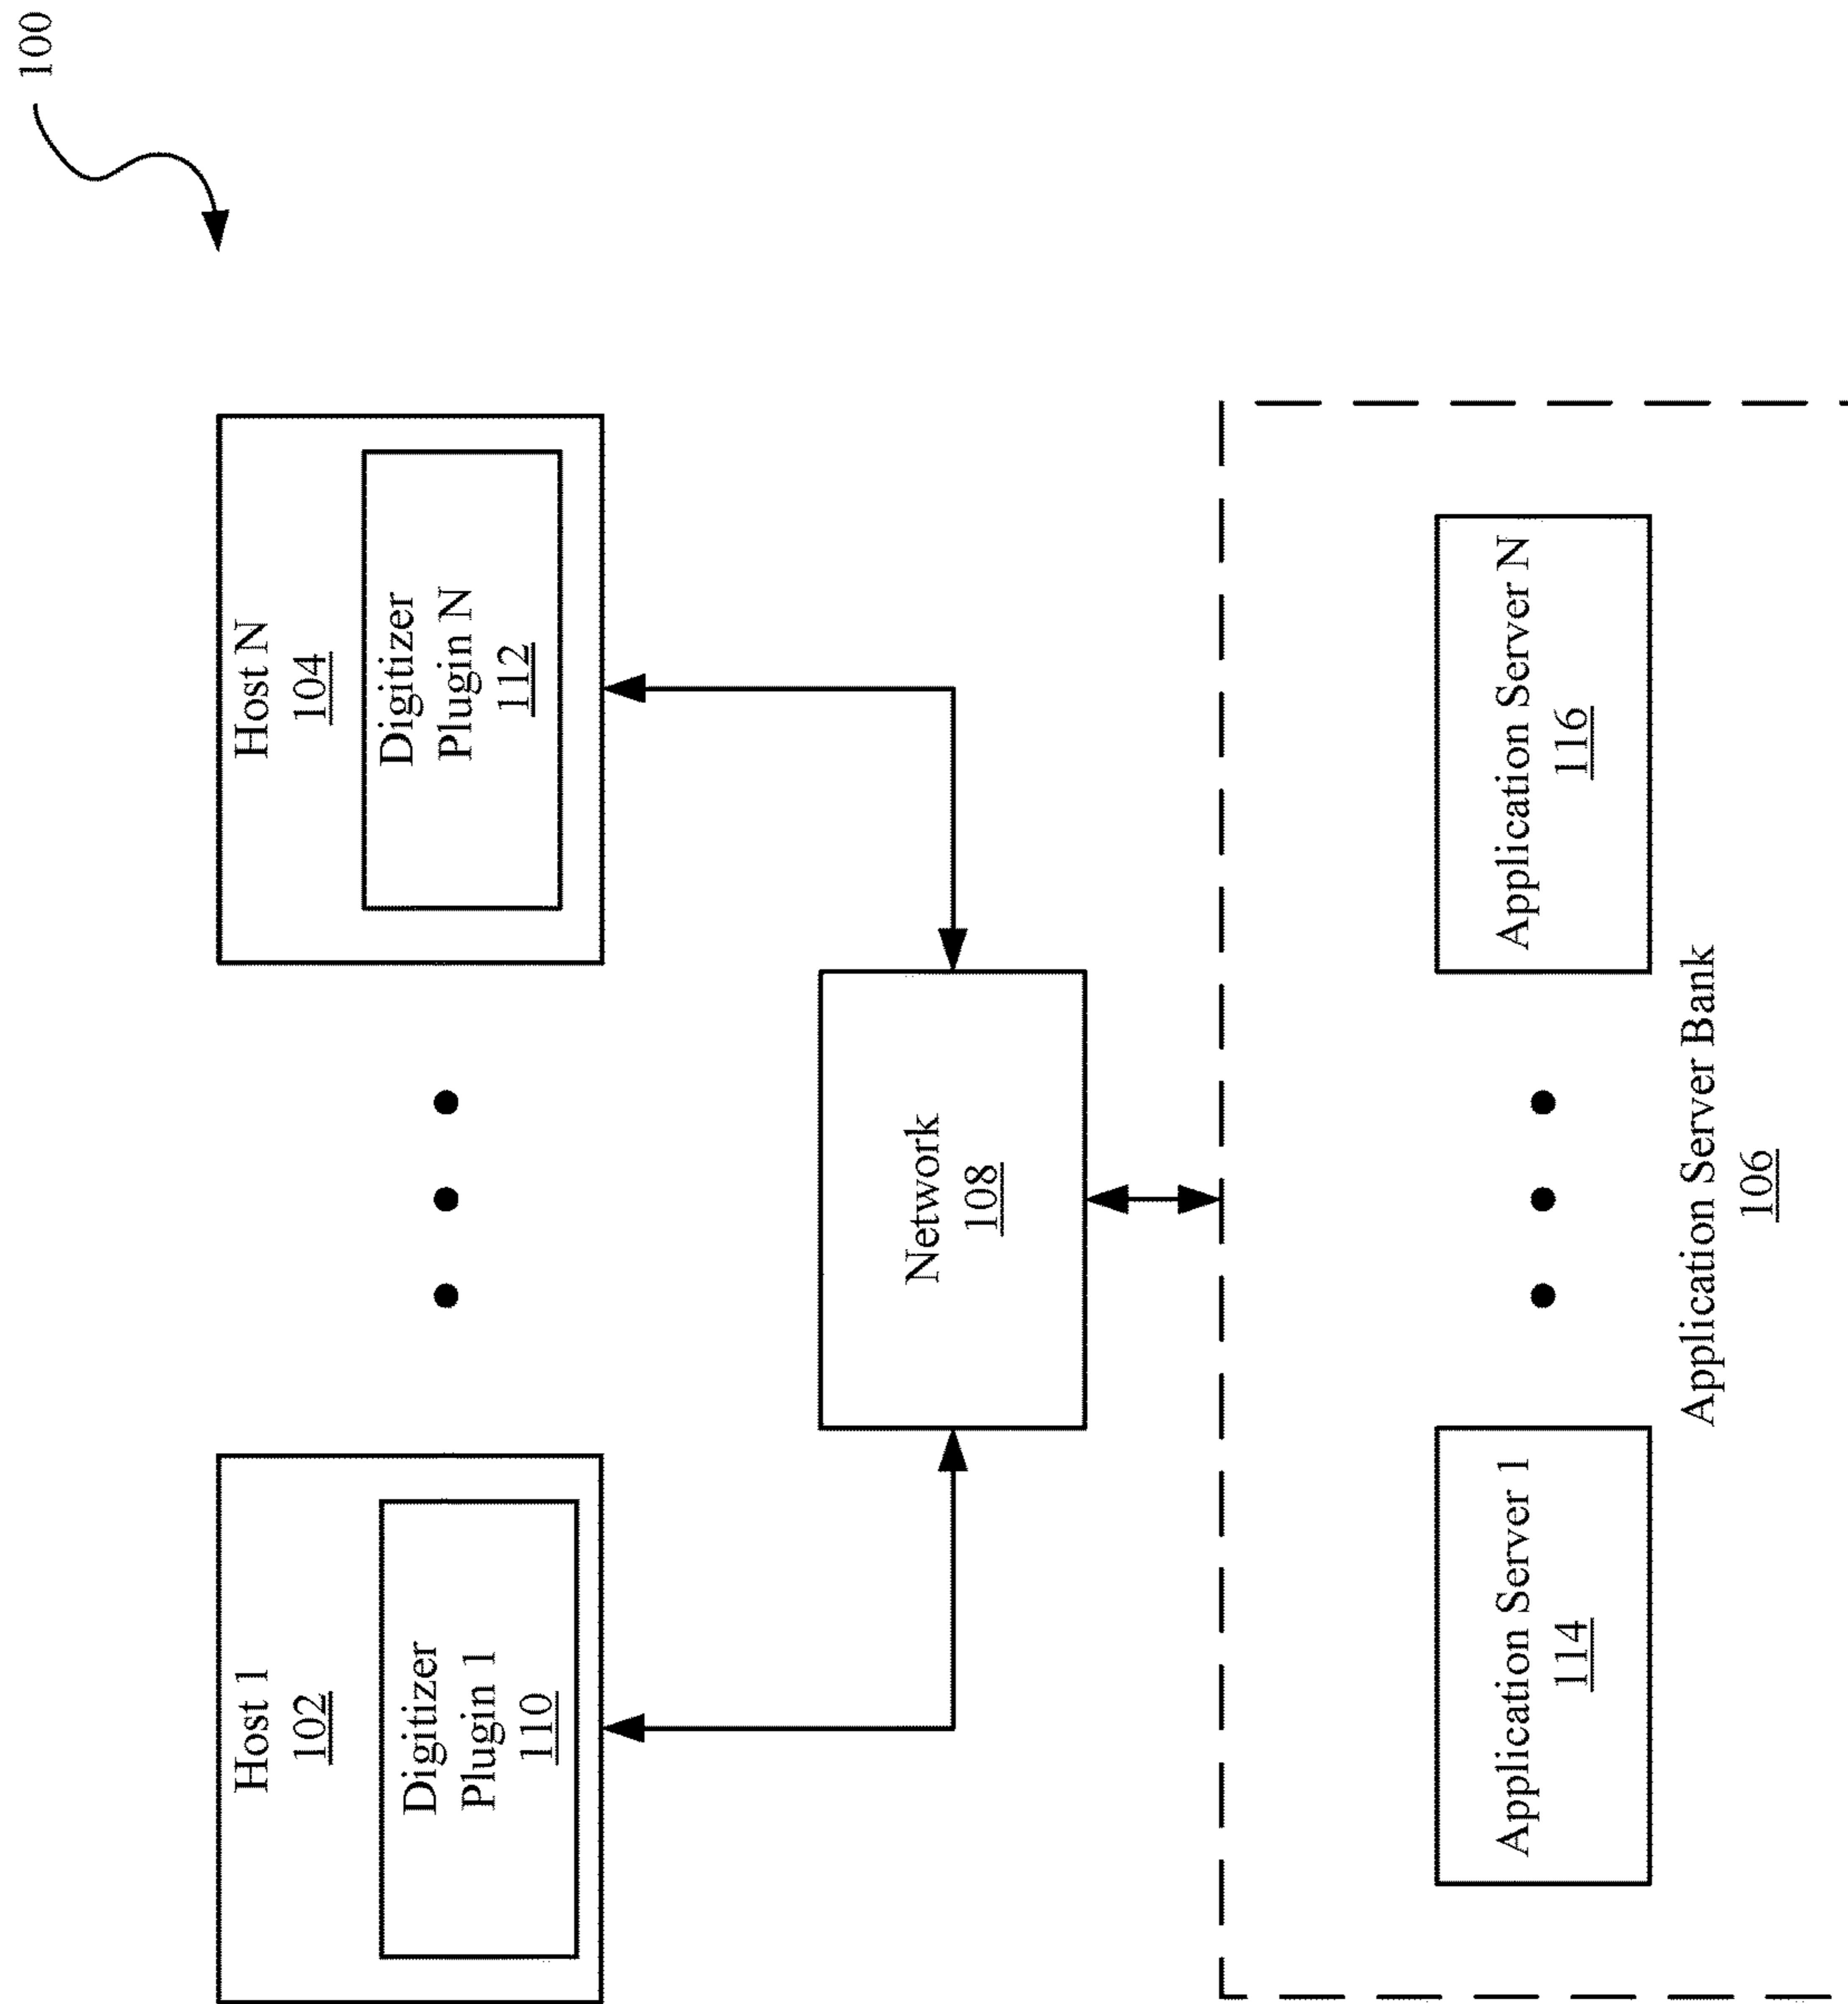 100
Host 1
102
Digitizer
Plugin 1
110
Host N
104
Digitizer
Plugin N
112
Network
108
Application Server 1
114
Application Server N
116
Application Server Bank
106